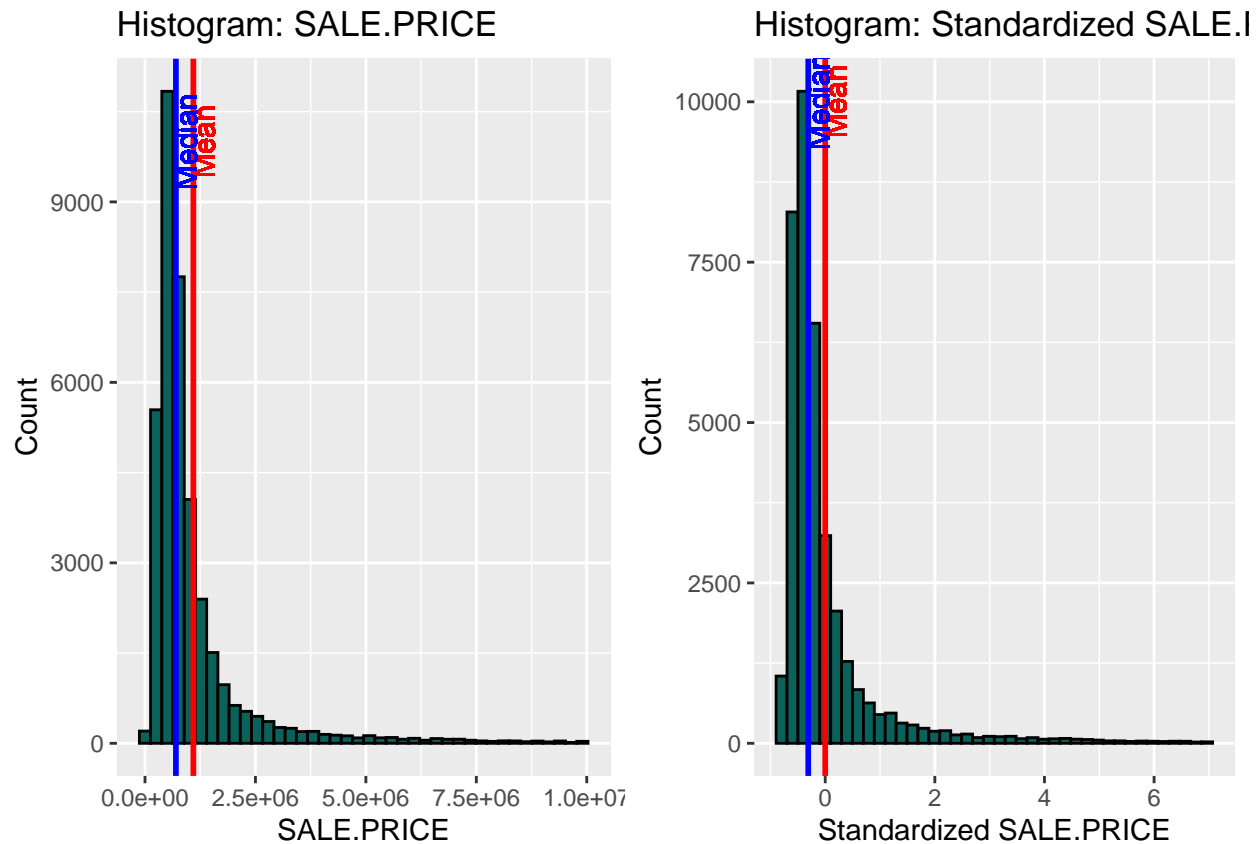 Histogram: SALE.PRICE
Median
Mean
9000
6000
3000
0
Count
0.0e+00 2.5e+06 5.0e+06 7.5e+06 1.0e+07
SALE.PRICE
Histogram: Standardized SALE.
Median
Mean
10000
7500
5000
2500
0
Count
0 2 4 6
Standardized SALE.PRICE